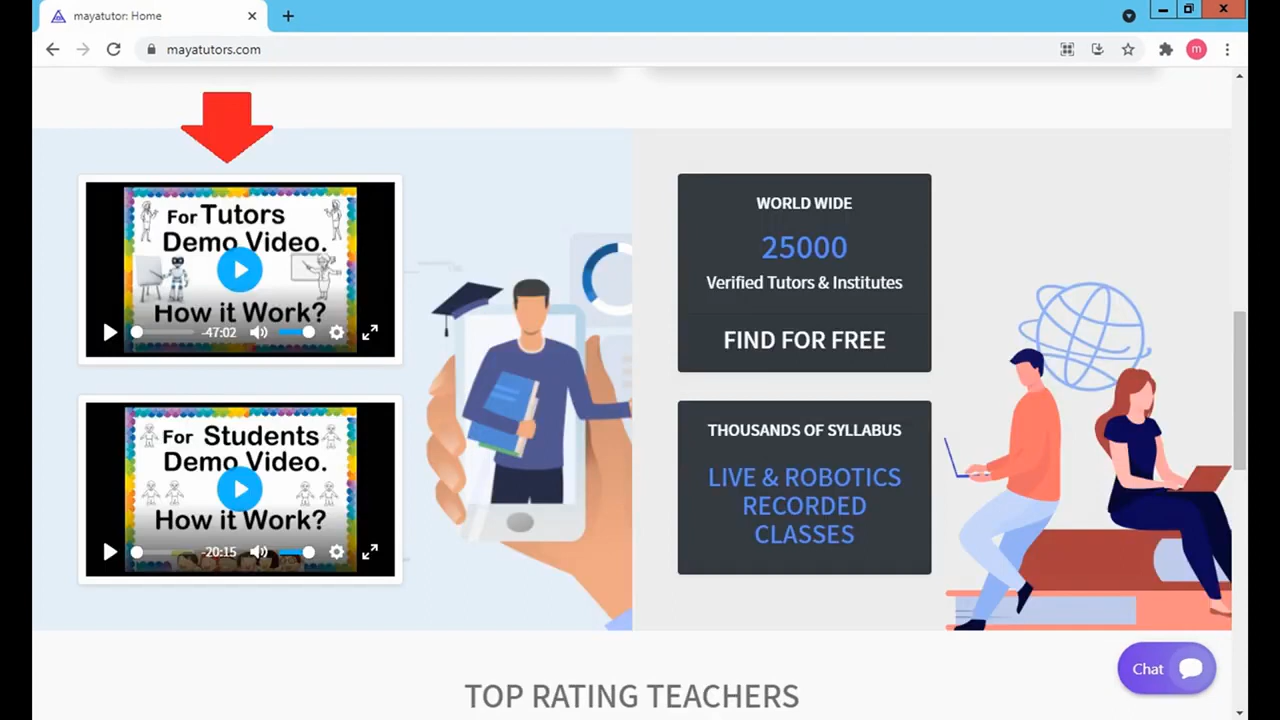 mayatutor: Home
mayatutors.com
m
For Tutors
Demo Video.
How it Work?
-47:02
For Students
Demo Video.
How it Work?
-20:15
WORLD WIDE
25000
Verified Tutors & Institutes
FIND FOR FREE
THOUSANDS OF SYLLABUS
LIVE & ROBOTICS
RECORDED
CLASSES
Chat
TOP RATING TEACHERS